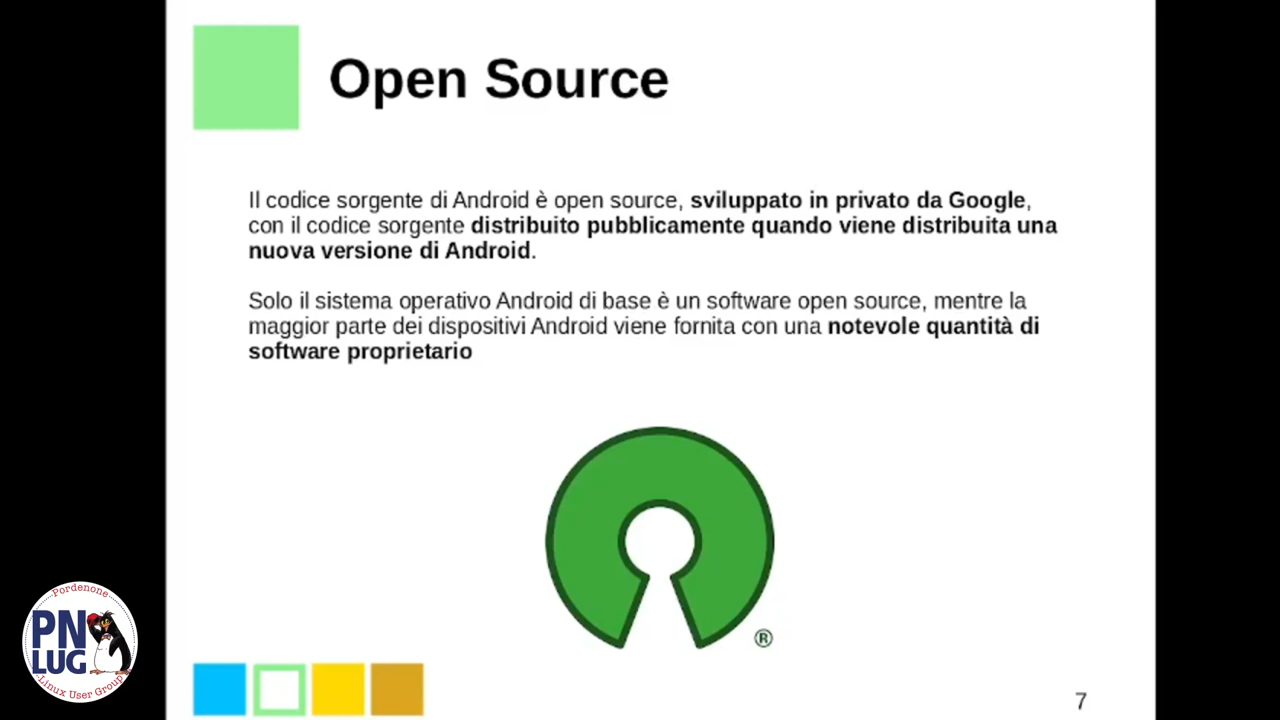 Open Source
Il codice sorgente di Android è open source, sviluppato in privato da Google,
con il codice sorgente distribuito pubblicamente quando viene distribuita una
nuova versione di Android.
Solo il sistema operativo Android di base è un software open source, mentre la
maggior parte dei dispositivi Android viene fornita con una notevole quantità di
software proprietario
®
Pordenone
PN
LUG
Linux User Group
7